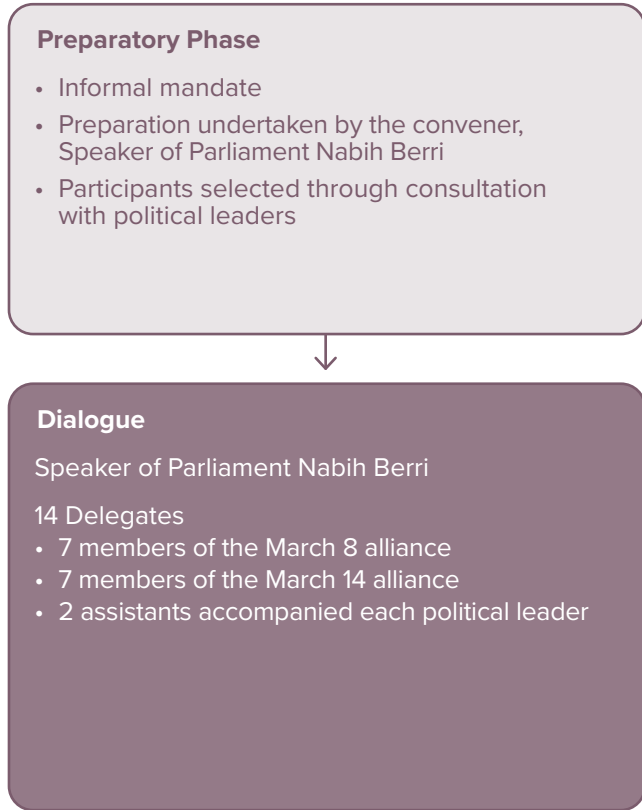 Preparatory Phase
• Informal mandate
• Preparation undertaken by the convener,
Speaker of Parliament Nabih Berri
• Participants selected through consultation
with political leaders
Dialogue
Speaker of Parliament Nabih Berri
14 Delegates
• 7 members of the March 8 alliance
• 7 members of the March 14 alliance
• 2 assistants accompanied each political leader